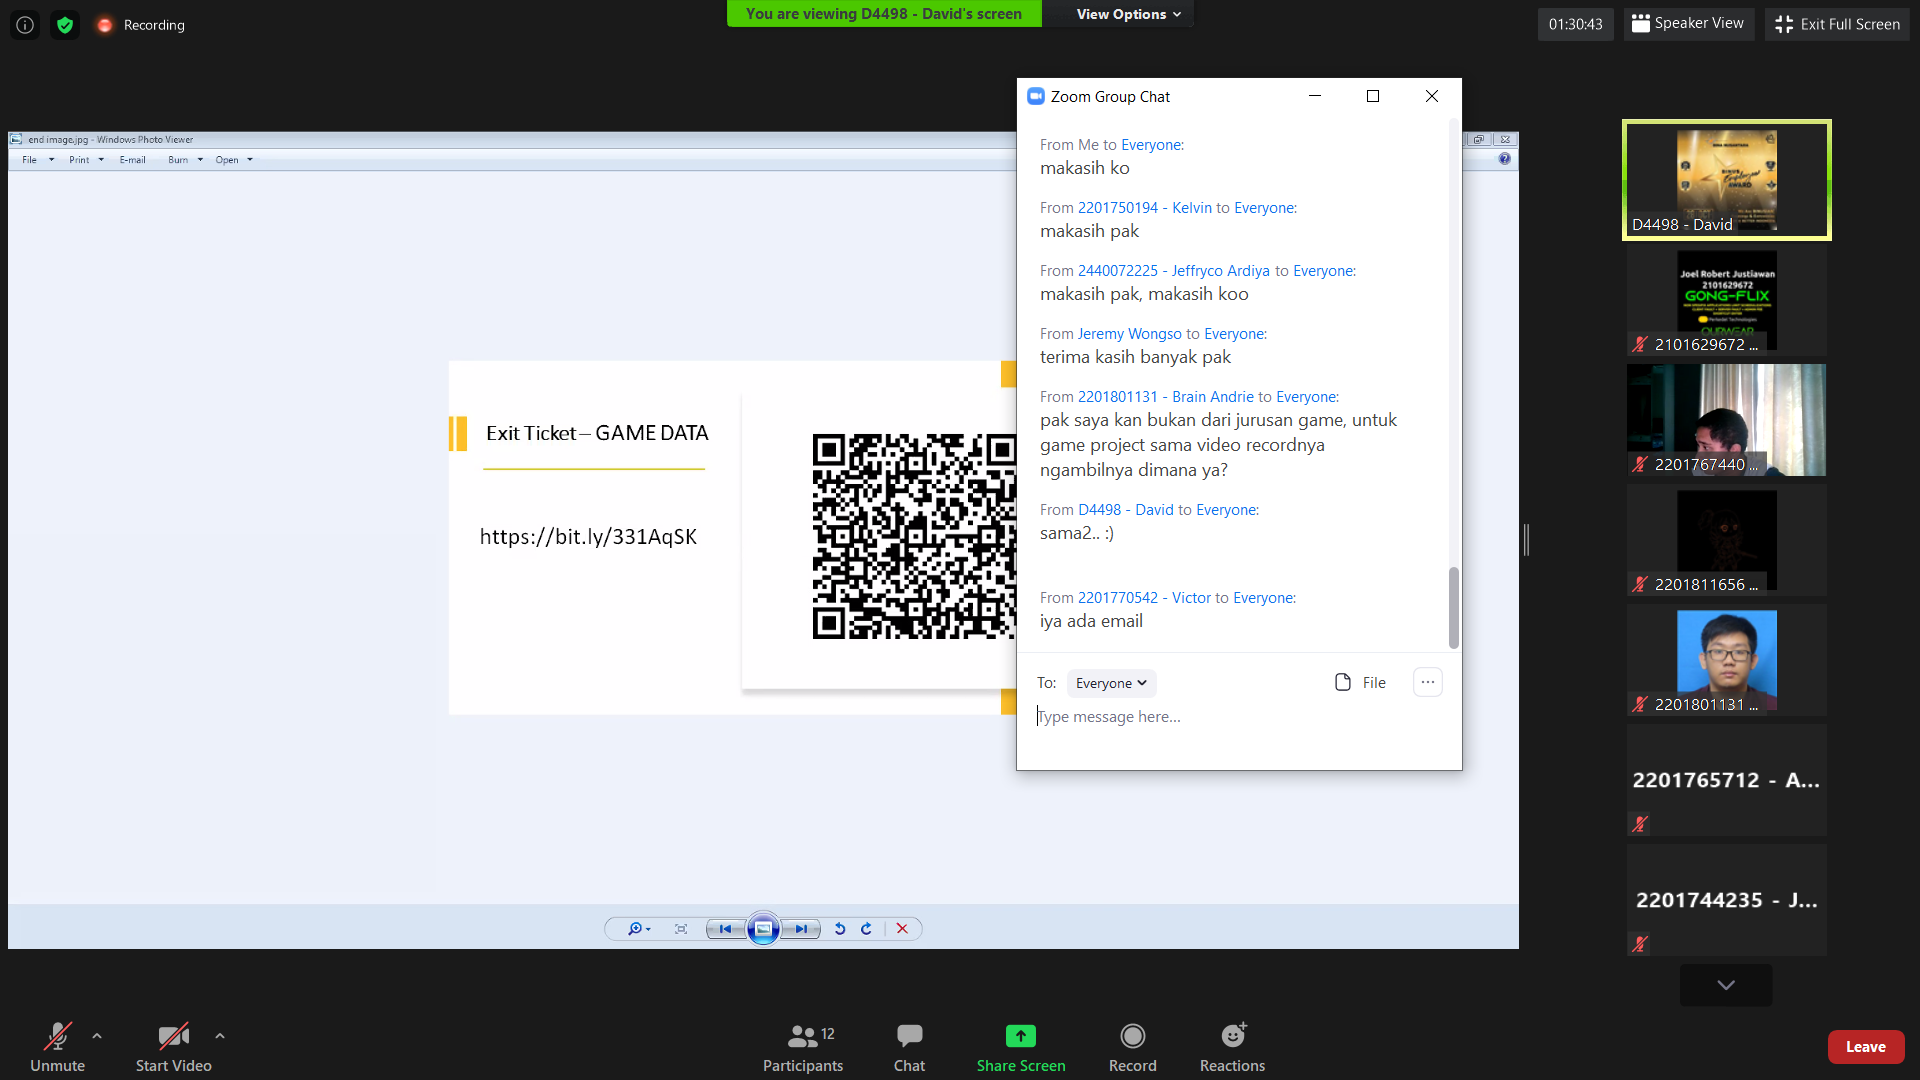 Recording
You are viewing D4498 - David's screen
View Options
01:30:43
Speaker View
Exit Full Screen
end image.jpg - Windows Photo Viewer
File
Print
E-mail
Burn
Open
Exit Ticket – GAME DATA
https://bit.ly/331AqSK
Zoom Group Chat
From Me to Everyone:
makasih ko
From 2201750194 - Kelvin to Everyone:
makasih pak
From 2440072225 - Jeffryco Ardiya to Everyone:
makasih pak, makasih koo
From Jeremy Wongso to Everyone:
terima kasih banyak pak
From 2201801131 - Brain Andrie to Everyone:
pak saya kan bukan dari jurusan game, untuk
game project sama video recordnya
ngambilnya dimana ya?
From D4498 - David to Everyone:
sama2.. :)
From 2201770542 - Victor to Everyone:
iya ada email
To: Everyone
File
Type message here...
AWARD
D4498 - David
Joel Robert Justiawan
2101629672
GONG-FLIX
2101629672 ...
2201767440 ...
2201811656 ...
2201801131 ...
2201765712 - A...
2201744235 - J...
Unmute
Start Video
12
Participants
Chat
Share Screen
Record
Reactions
Leave